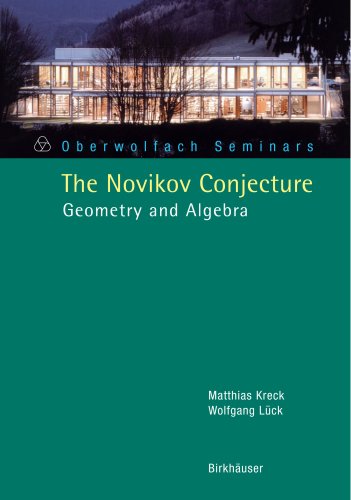 Oberwolfach Seminars
The Novikov Conjecture
Geometry and Algebra
Matthias Kreck
Wolfgang Lück
Birkhäuser